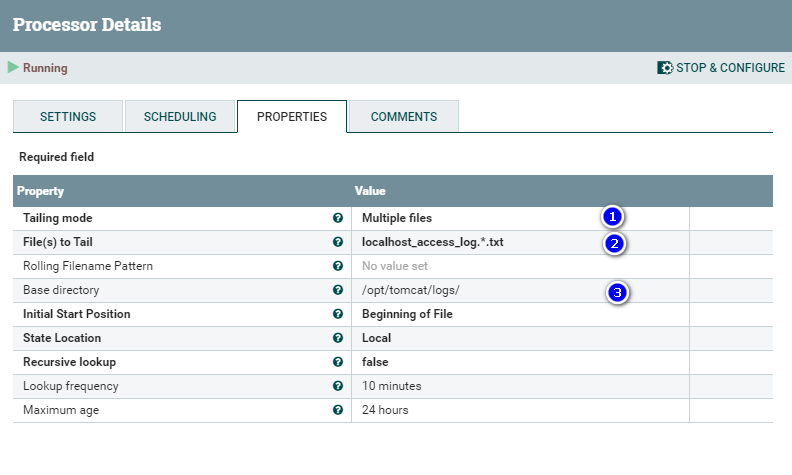 Processor Details
Running STOP & CONFIGURE
SETTINGS SCHEDULING PROPERTIES COMMENTS
Required field
Property Value
Tailing mode ? Multiple files 1
File(s) to Tail ? localhost_access_log.*.txt 2
Rolling Filename Pattern ? No value set
Base directory ? /opt/tomcat/logs/ 3
Initial Start Position ? Beginning of File
State Location ? Local
Recursive lookup ? false
Lookup frequency ? 10 minutes
Maximum age ? 24 hours